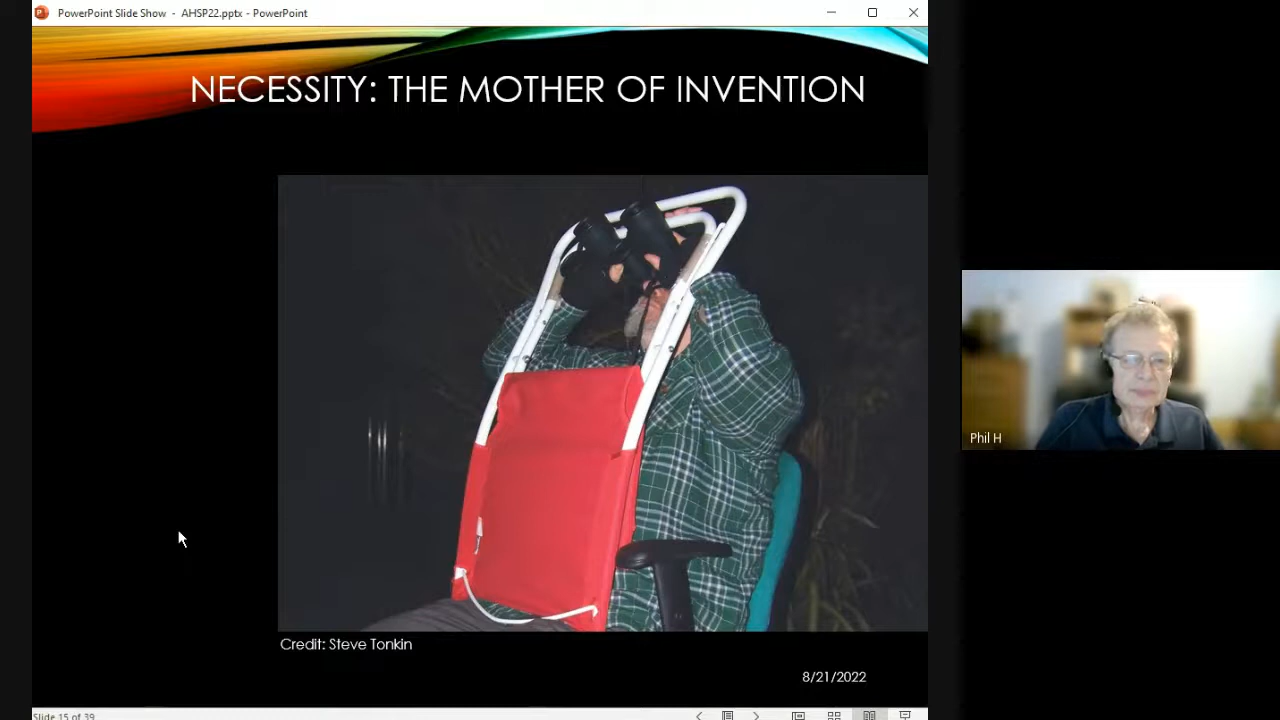 PowerPoint Slide Show - AHSP22.pptx - PowerPoint
NECESSITY: THE MOTHER OF INVENTION
Phil H
Credit: Steve Tonkin
8/21/2022
Slide 15 of 39